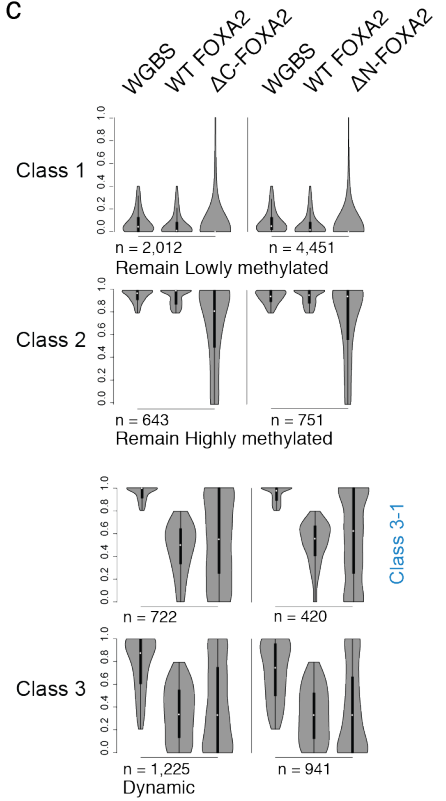 C
WGBS WT FOXA2 ΔC-FOXA2 WGBS WT FOXA2 ΔN-FOXA2
Class 1
0.0 0.2 0.4 0.6 0.8 1.0
n = 2,012 n = 4,451
Remain Lowly methylated
Class 2
0.0 0.2 0.4 0.6 0.8 1.0
n = 643 n = 751
Remain Highly methylated
0.0 0.2 0.4 0.6 0.8 1.0
Class 3-1
n = 722 n = 420
Class 3
0.0 0.2 0.4 0.6 0.8 1.0
n = 1,225 n = 941
Dynamic